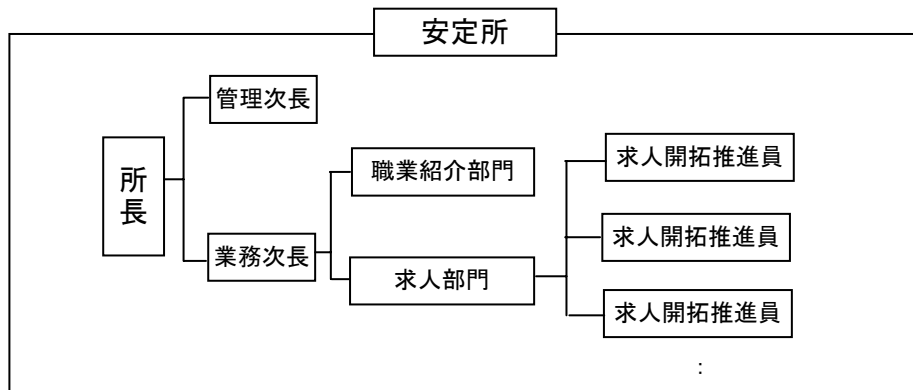 安定所
管理次長
所長
業務次長
職業紹介部門
求人部門
求人開拓推進員
求人開拓推進員
求人開拓推進員
: